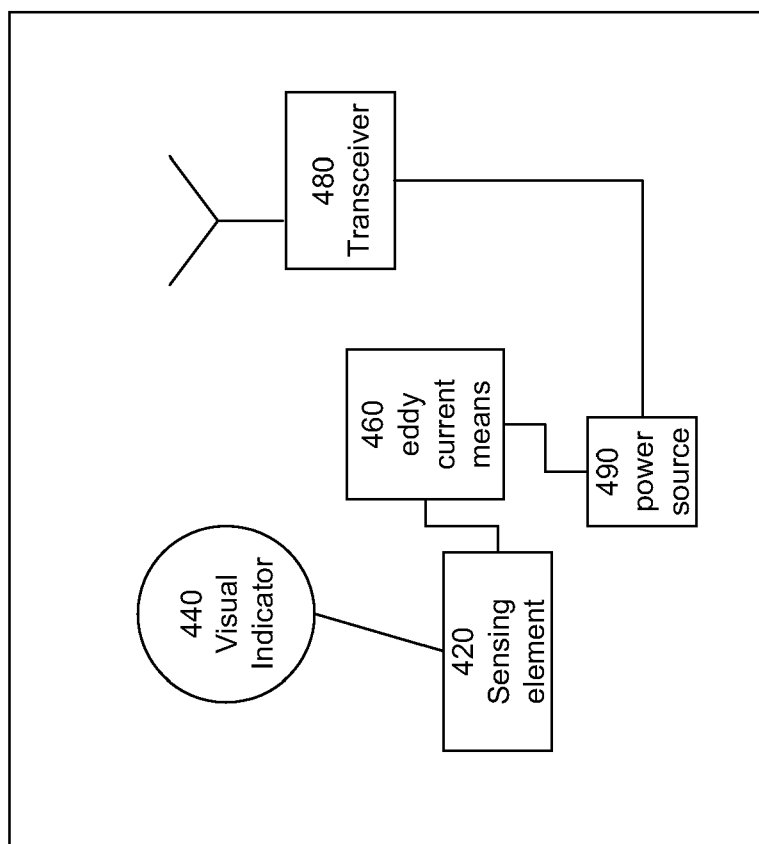 440
Visual
Indicator
420
Sensing
element
460
eddy
current
means
480
Transceiver
490
power
source